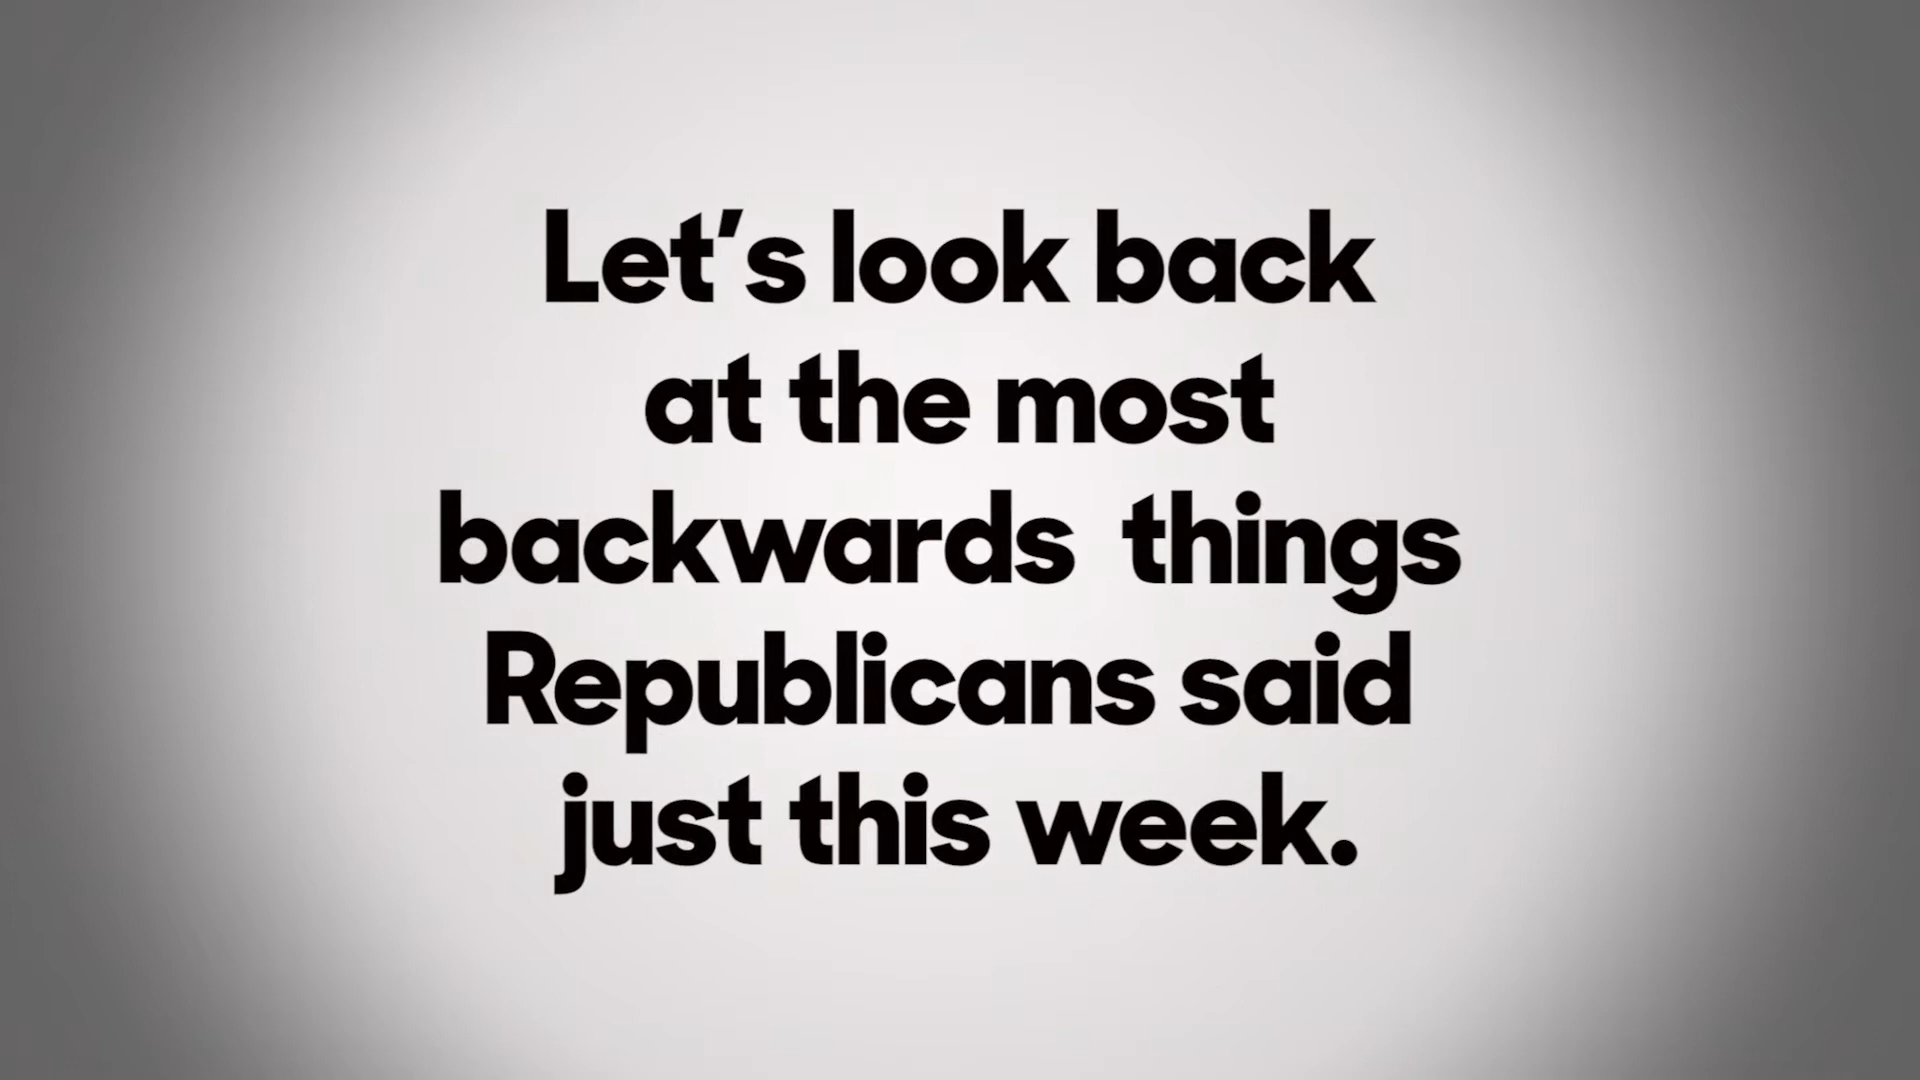 Let's look back
at the most
backwards  things
Republicans said
just this week.